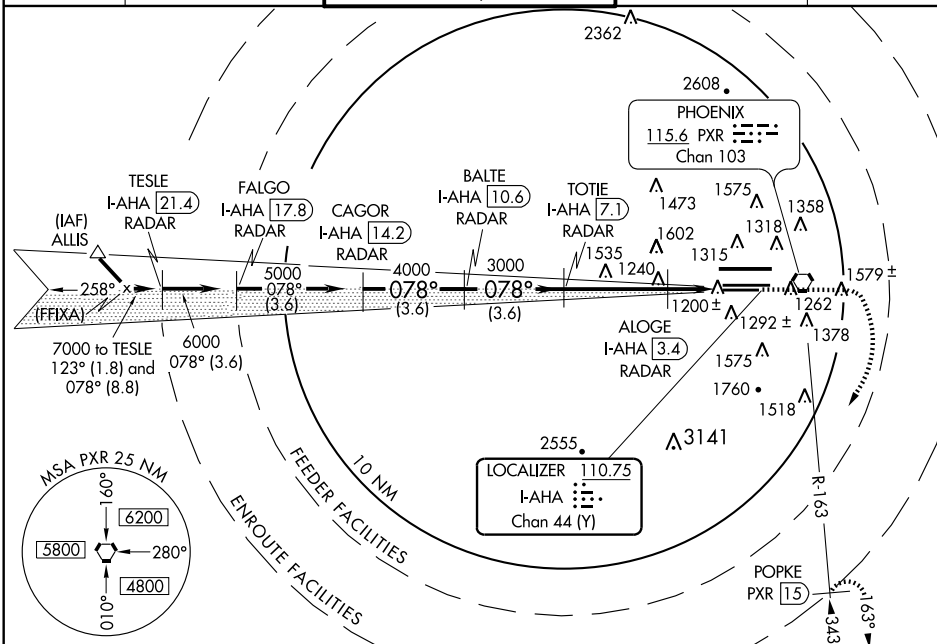 2362
2608
PHOENIX
115.6 PXR
Chan 103
TESLE
I-AHA 21.4
RADAR
FALGO
I-AHA 17.8
RADAR
CAGOR
I-AHA 14.2
RADAR
BALTE
I-AHA 10.6
RADAR
TOTIE
I-AHA 7.1
RADAR
(IAF)
ALLIS
1473
1575
1358
1602
1318
1315
1535
1240
1579 ±
258°
5000
078°
(3.6)
4000
078°
(3.6)
3000
078°
(3.6)
(FFIXA)
7000 to TESLE
123° (1.8) and
078° (8.8)
6000
078° (3.6)
1200 ±
1262
1292 ±
1378
ALOGE
I-AHA 3.4
RADAR
1575
1760
1518
3141
2555
LOCALIZER 110.75
I-AHA
Chan 44 (Y)
10 NM
FEEDER FACILITIES
ENROUTE FACILITIES
MSA PXR 25 NM
160°
6200
5800
280°
4800
010°
R-163
POPKE
PXR 15
163°
343